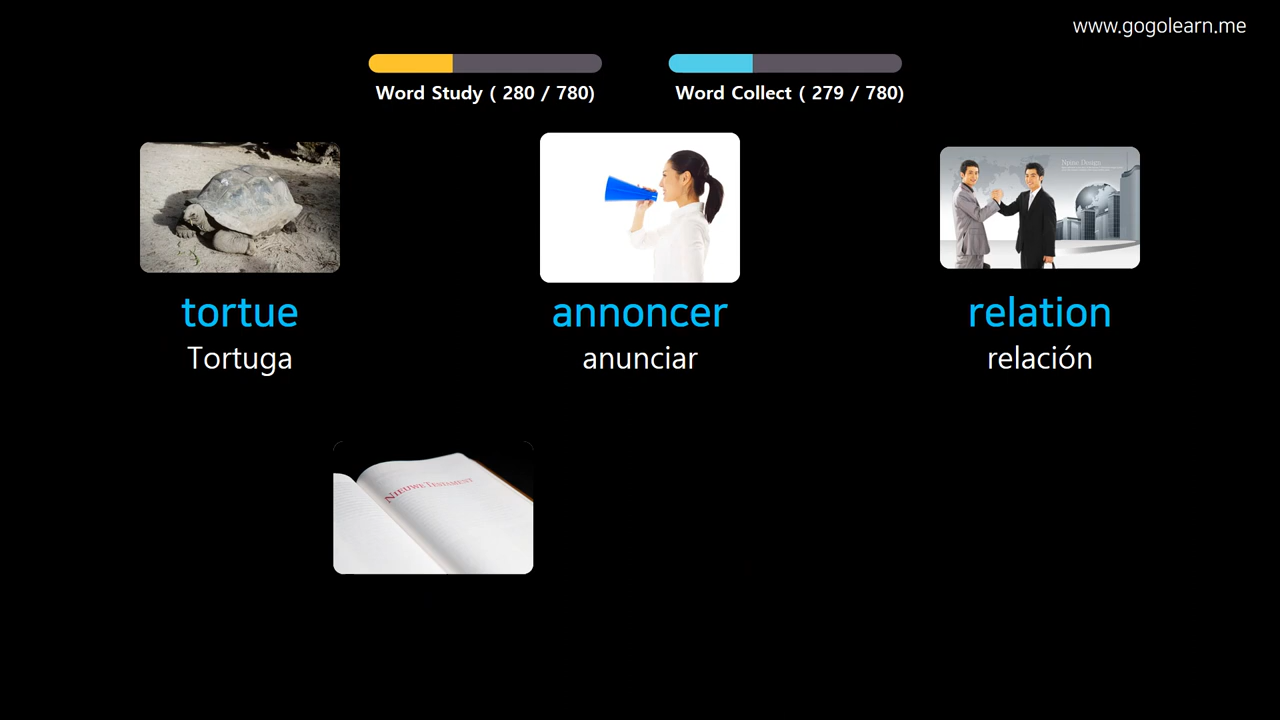 www.gogolearn.me
Word Study ( 280 / 780)
Word Collect ( 279 / 780)
tortue
Tortuga
annoncer
anunciar
relation
relación
NIEUWE TESTAMENT